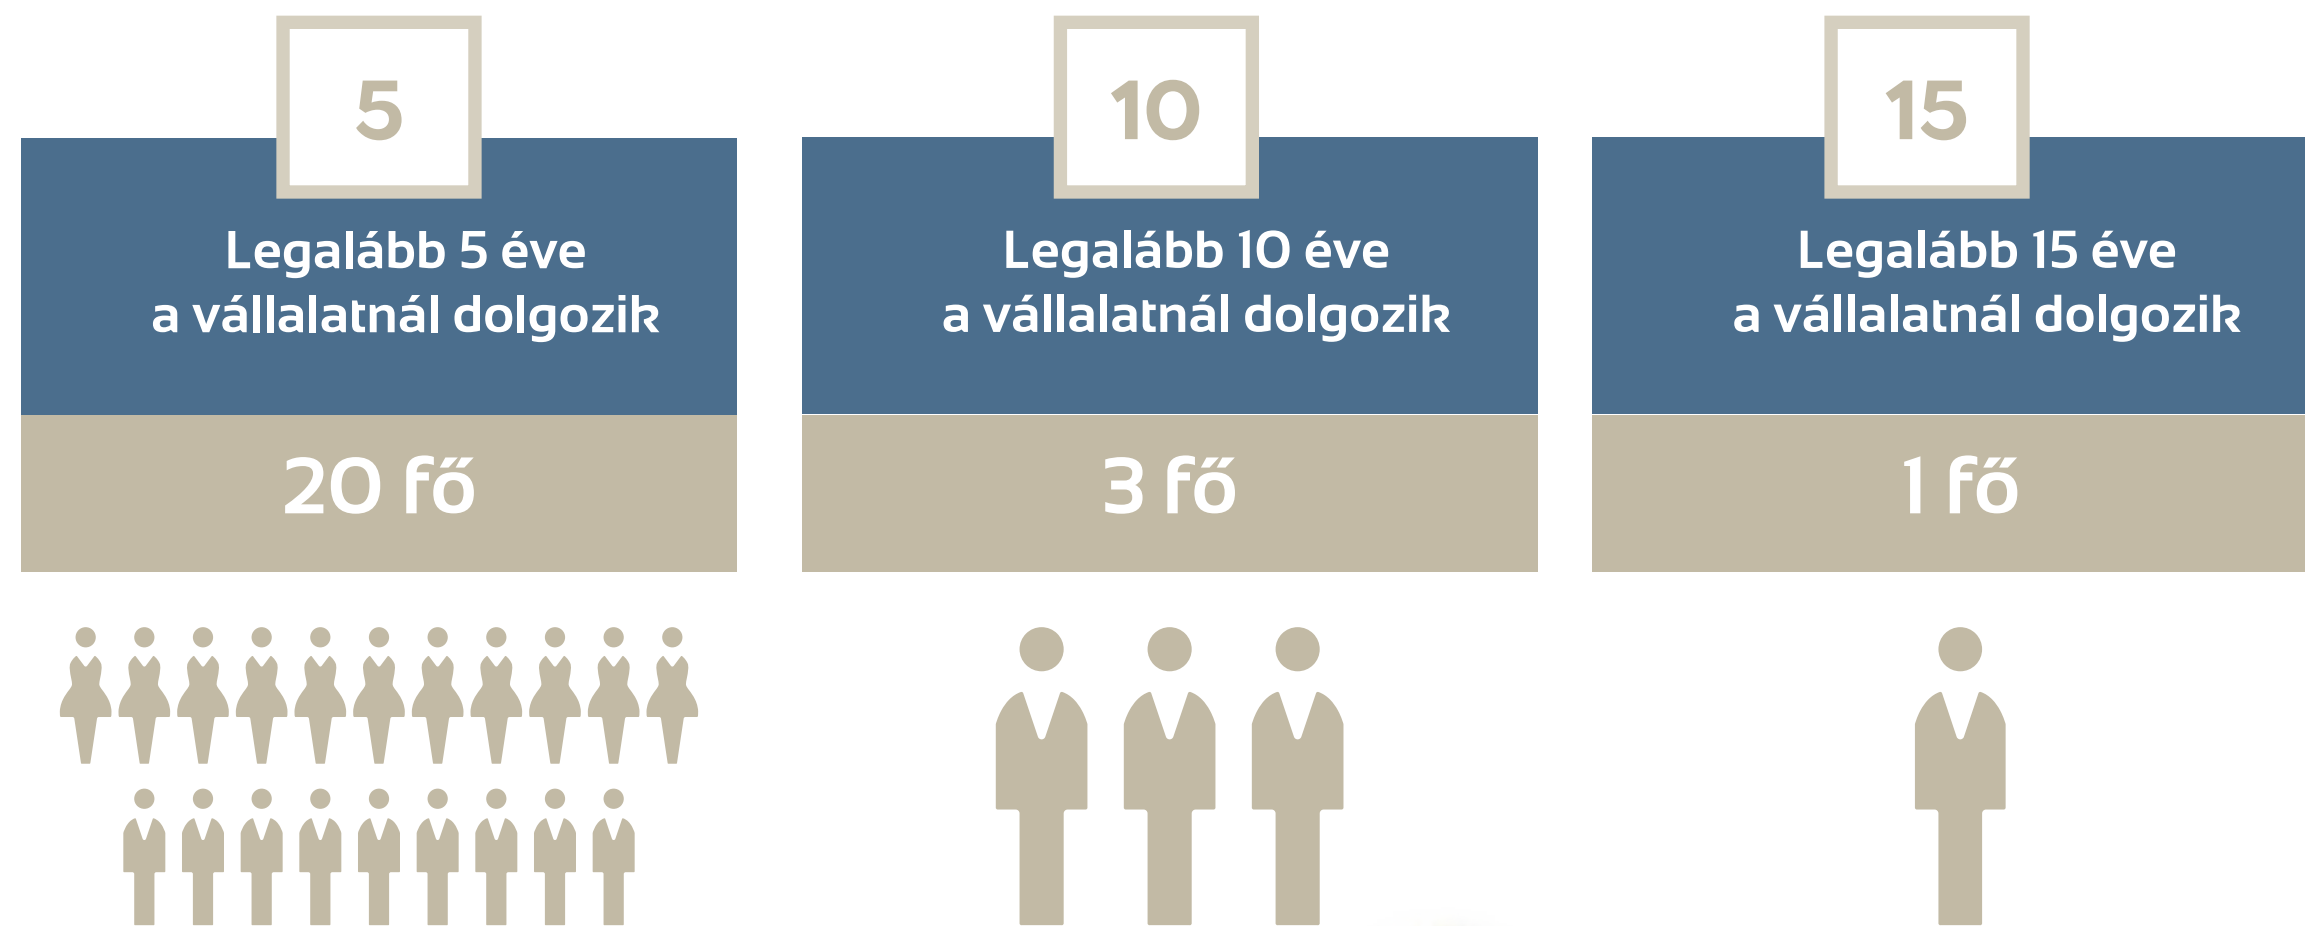 5
Legalább 5 éve
a vállalatnál dolgozik
20 fő
10
Legalább 10 éve
a vállalatnál dolgozik
3 fő
15
Legalább 15 éve
a vállalatnál dolgozik
1 fő